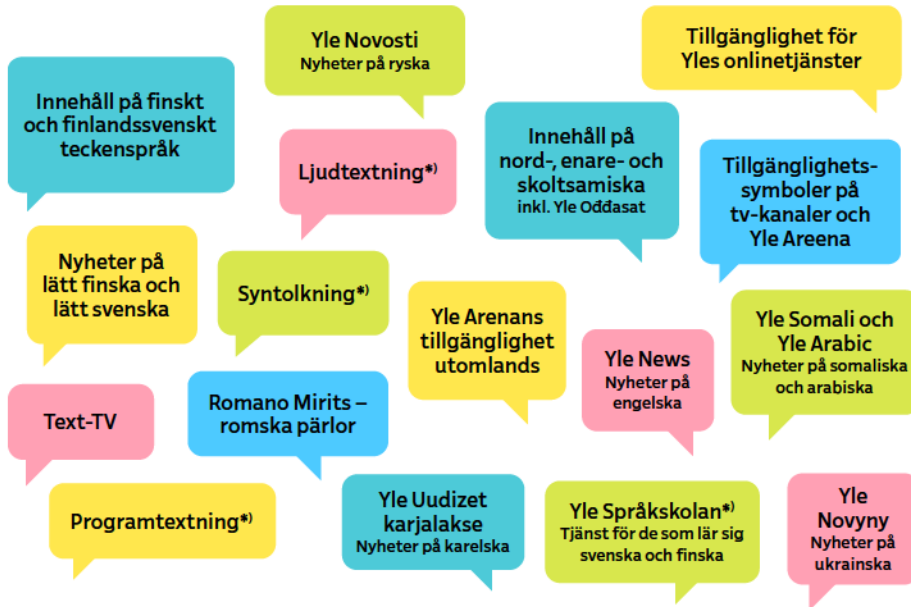 Yle Novosti
Nyheter på ryska
Tillgänglighet för
Yles onlinetjänster
Innehåll på finskt
och finlandssvenskt
teckenspråk
Ljudtextning*)
Innehåll på
nord-, enare- och
skoltsamiska
inkl. Yle Ođđasat
Tillgänglighets-
symboler på
tv-kanaler och
Yle Areena
Nyheter på
lätt finska och
lätt svenska
Syntolkning*)
Yle Arenans
tillgänglighet
utomlands
Yle News
Nyheter på
engelska
Yle Somali och
Yle Arabic
Nyheter på somaliska
och arabiska
Text-TV
Romano Mirits –
romska pärlor
Programtextning*)
Yle Uudizet
karjalakse
Nyheter på karelska
Yle Språkskolan*)
Tjänst för de som lär sig
svenska och finska
Yle
Novyny
Nyheter på
ukrainska